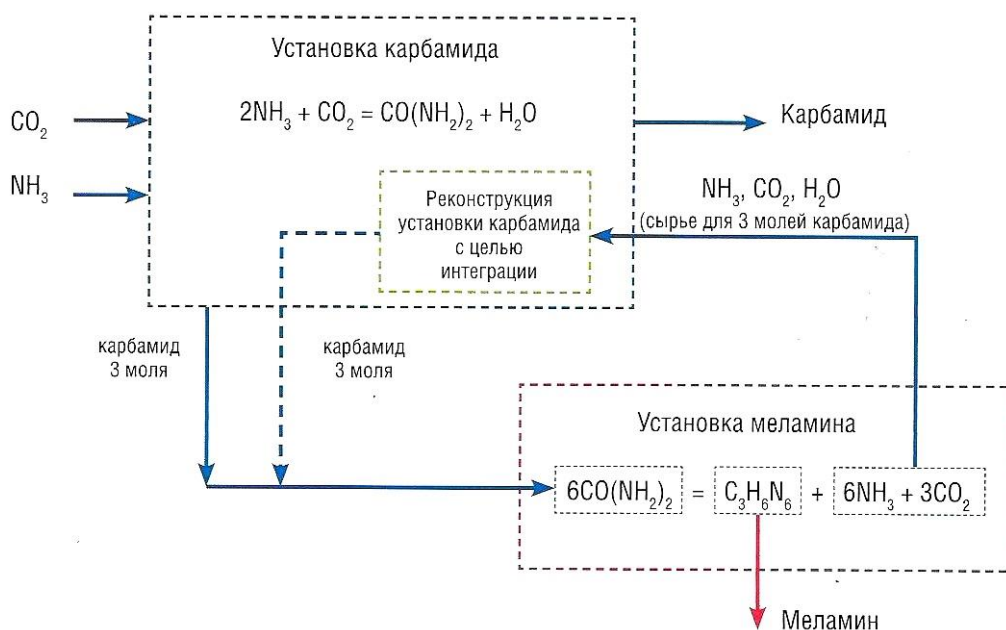 Установка карбамида
2NH₃ + CO₂ = CO(NH₂)₂ + H₂O
CO₂
NH₃
Карбамид
Реконструкция
установки карбамида
с целью
интеграции
NH₃, CO₂, H₂O
(сырье для 3 молей карбамида)
карбамид
3 моля
карбамид
3 моля
Установка меламина
6CO(NH₂)₂ = C₃H₆N₆ + 6NH₃ + 3CO₂
Меламин